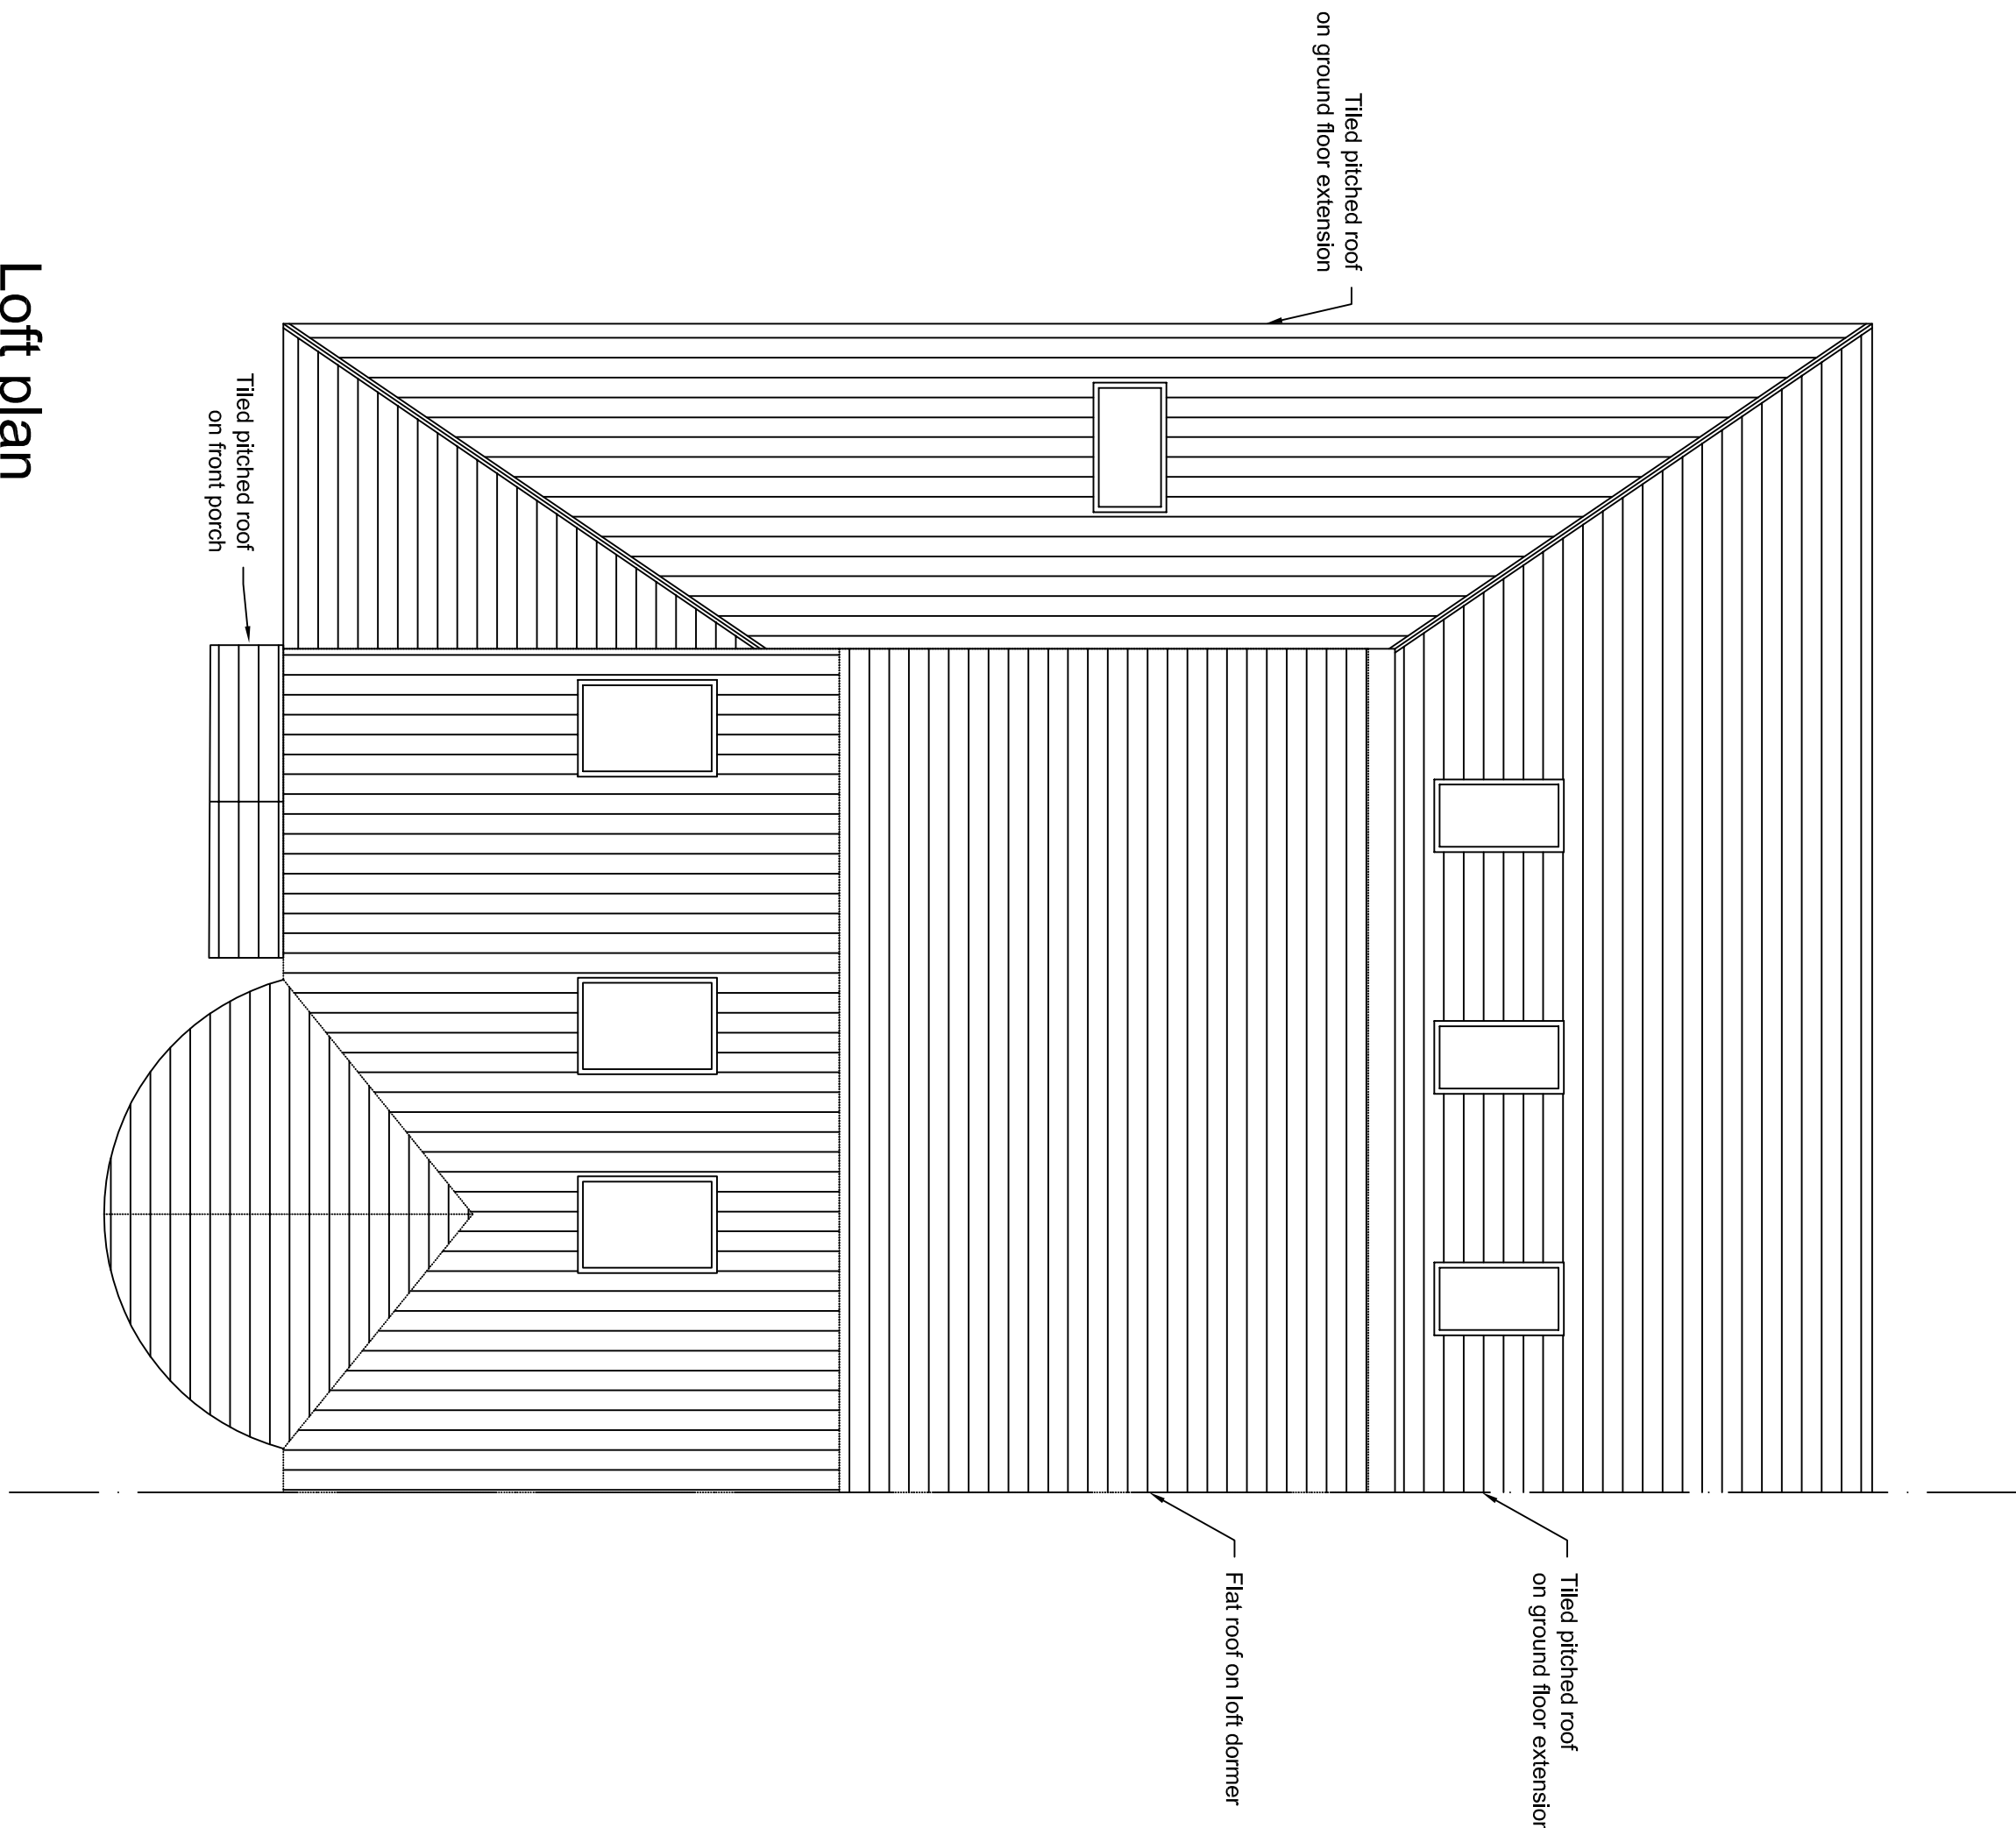 Tiled pitched roof
on ground floor extension
Tiled pitched roof
on front porch
Tiled pitched roof
on ground floor extension
Flat roof on loft dormer
Loft plan